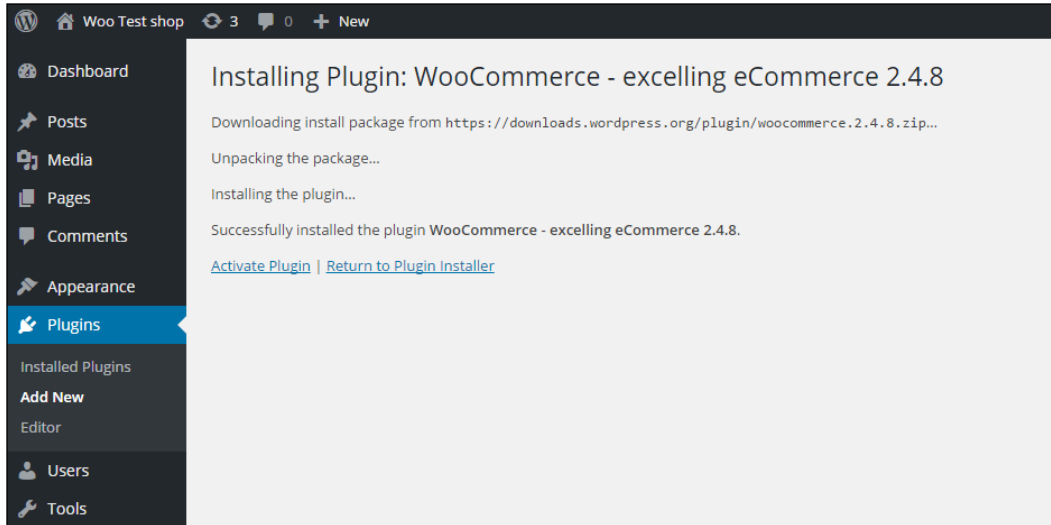 Woo Test shop 3 0 + New
Dashboard
Posts
Media
Pages
Comments
Appearance
Plugins
Installed Plugins
Add New
Editor
Users
Tools
Installing Plugin: WooCommerce - excelling eCommerce 2.4.8
Downloading install package from https://downloads.wordpress.org/plugin/woocommerce.2.4.8.zip…
Unpacking the package…
Installing the plugin…
Successfully installed the plugin WooCommerce - excelling eCommerce 2.4.8.
Activate Plugin | Return to Plugin Installer